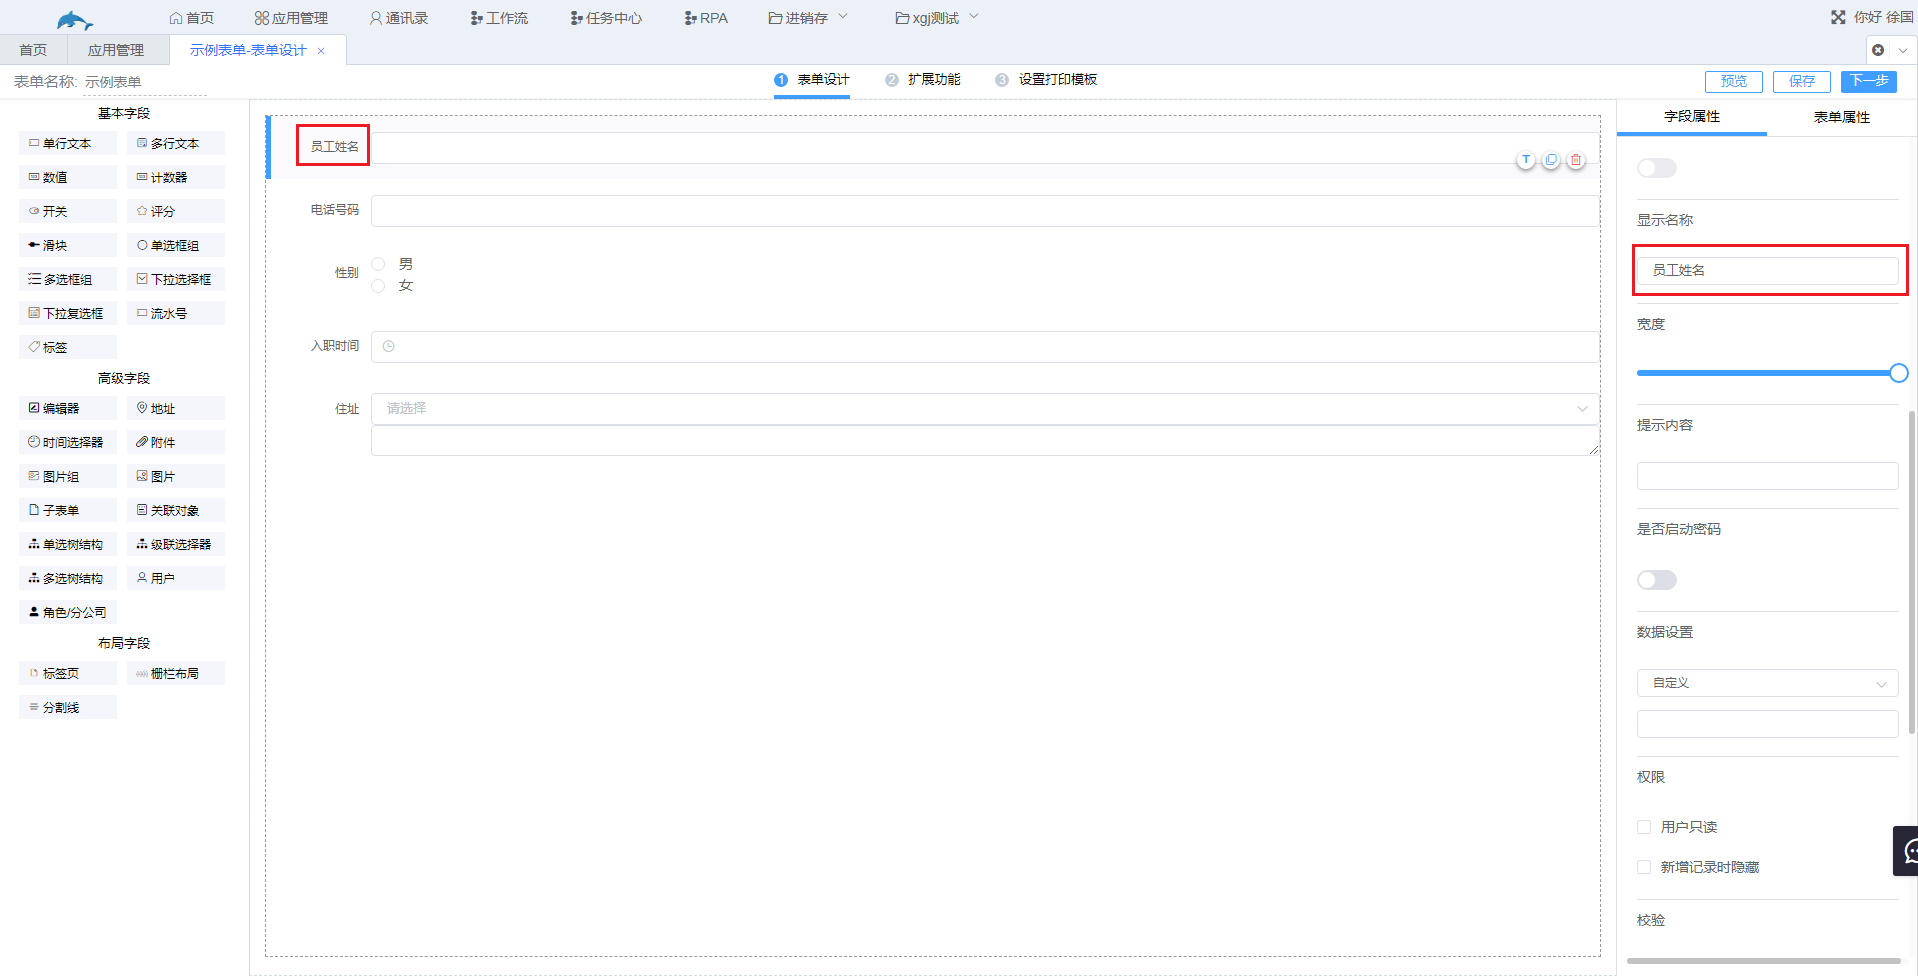 首页 应用管理 通讯录 工作流 任务中心 RPA 进销存 xgj测试 你好 徐国
首页 应用管理 示例表单-表单设计 ×
表单名称: 示例表单 1 表单设计 2 扩展功能 3 设置打印模板 预览 保存 下一步
基本字段
单行文本 多行文本
数值 计数器
开关 评分
滑块 单选框组
多选框组 下拉选择框
下拉复选框 流水号
标签
高级字段
编辑器 地址
时间选择器 附件
图片组 图片
子表单 关联对象
单选树结构 级联选择器
多选树结构 用户
角色/分公司
布局字段
标签页 栅栏布局
分割线
员工姓名
T
电话号码
性别 男
女
入职时间
住址 请选择
字段属性 表单属性
显示名称
员工姓名
宽度
提示内容
是否启动密码
数据设置
自定义
权限
用户只读
新增记录时隐藏
校验